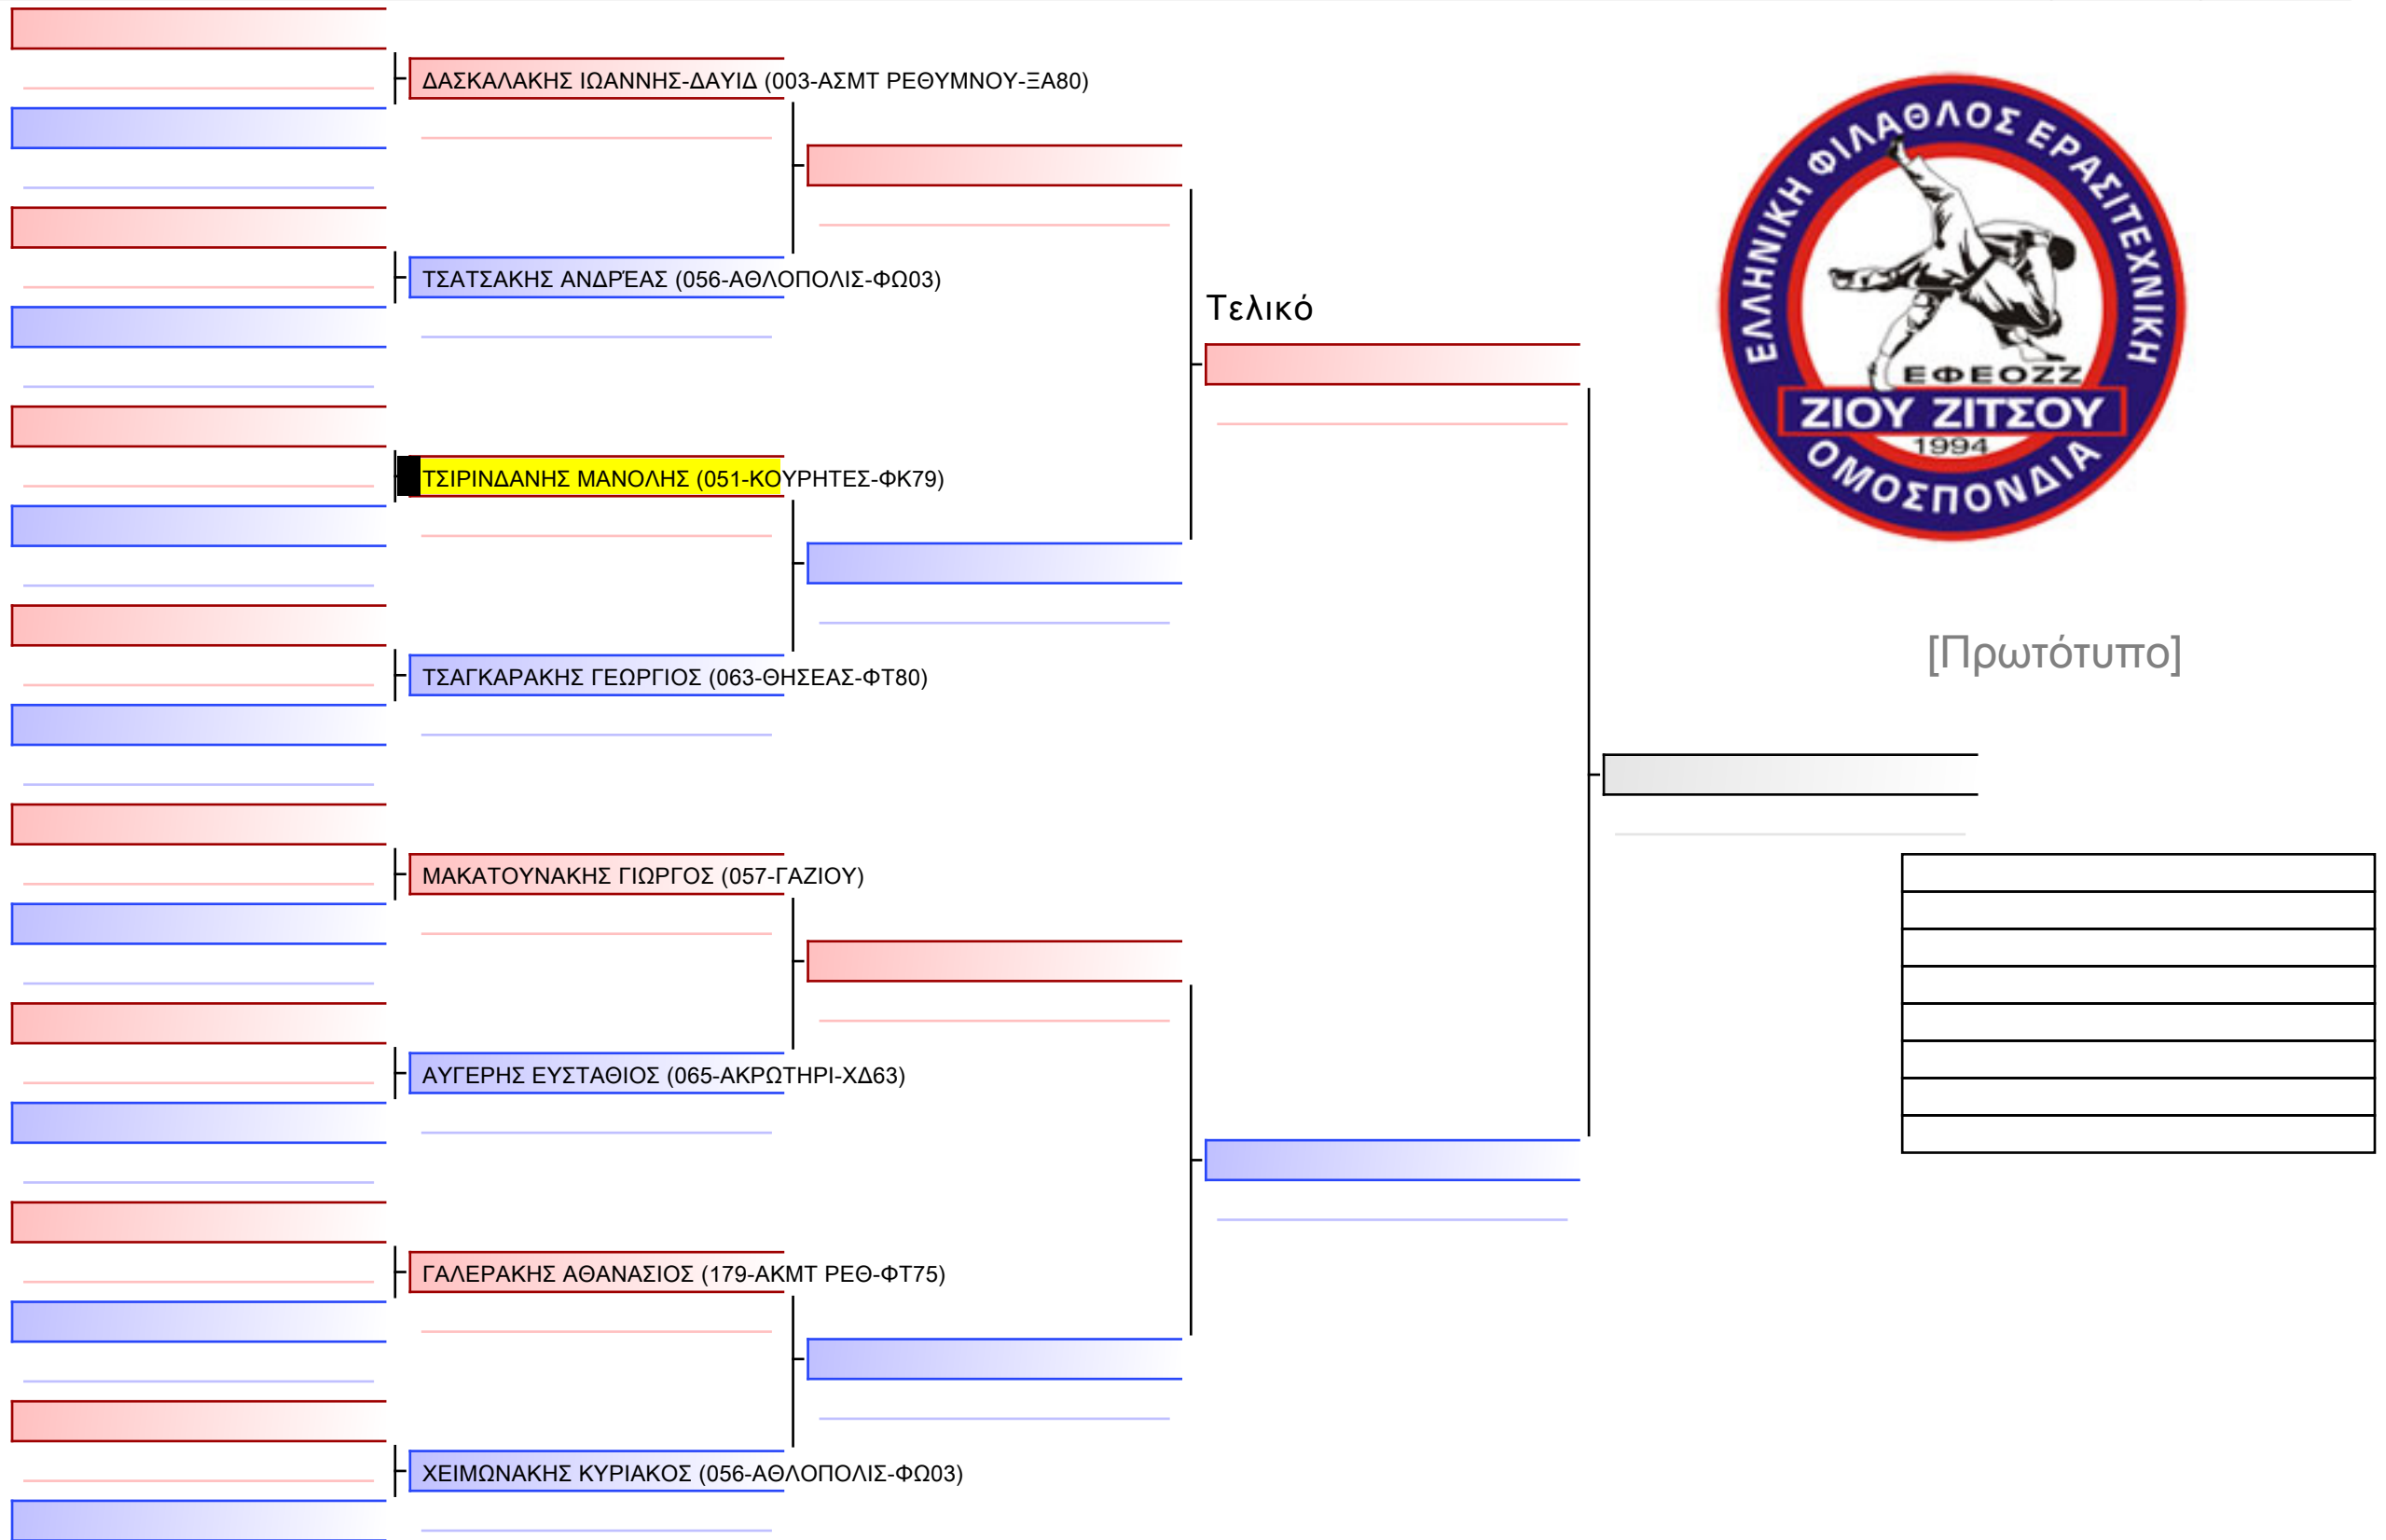 ΔΑΣΚΑΛΑΚΗΣ ΙΩΑΝΝΗΣ-ΔΑΥΙΔ (003-ΑΣΜΤ ΡΕΘΥΜΝΟΥ-ΞΑ80)
ΤΣΑΤΣΑΚΗΣ ΑΝΔΡΈΑΣ (056-ΑΘΛΟΠΟΛΙΣ-ΦΩ03)
Τελικό
ΤΣΙΡΙΝΔΑΝΗΣ ΜΑΝΟΛΗΣ (051-ΚΟΥΡΗΤΕΣ-ΦΚ79)
ΤΣΑΓΚΑΡΑΚΗΣ ΓΕΩΡΓΙΟΣ (063-ΘΗΣΕΑΣ-ΦΤ80)
ΜΑΚΑΤΟΥΝΑΚΗΣ ΓΙΩΡΓΟΣ (057-ΓΑΖΙΟΥ)
ΑΥΓΕΡΗΣ ΕΥΣΤΑΘΙΟΣ (065-ΑΚΡΩΤΗΡΙ-ΧΔ63)
ΓΑΛΕΡΑΚΗΣ ΑΘΑΝΑΣΙΟΣ (179-ΑΚΜΤ ΡΕΘ-ΦΤ75)
ΧΕΙΜΩΝΑΚΗΣ ΚΥΡΙΑΚΟΣ (056-ΑΘΛΟΠΟΛΙΣ-ΦΩ03)
ΕΛΛΗΝΙΚΗ ΦΙΛΑΘΛΟΣ ΕΡΑΣΙΤΕΧΝΙΚΗ
ΕΦΕΟΖΖ
ΖΙΟΥ ΖΙΤΣΟΥ
1994
ΟΜΟΣΠΟΝΔΙΑ
[Πρωτότυπο]